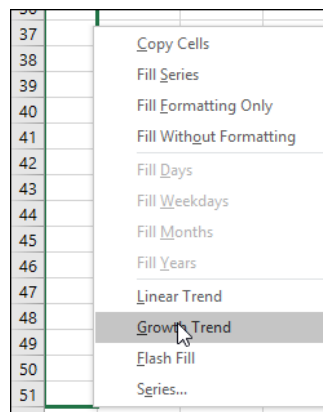 36
37
38
39
40
41
42
43
44
45
46
47
48
49
50
51
Copy Cells
Fill Series
Fill Formatting Only
Fill Without Formatting
Fill Days
Fill Weekdays
Fill Months
Fill Years
Linear Trend
Growth Trend
Flash Fill
Series...